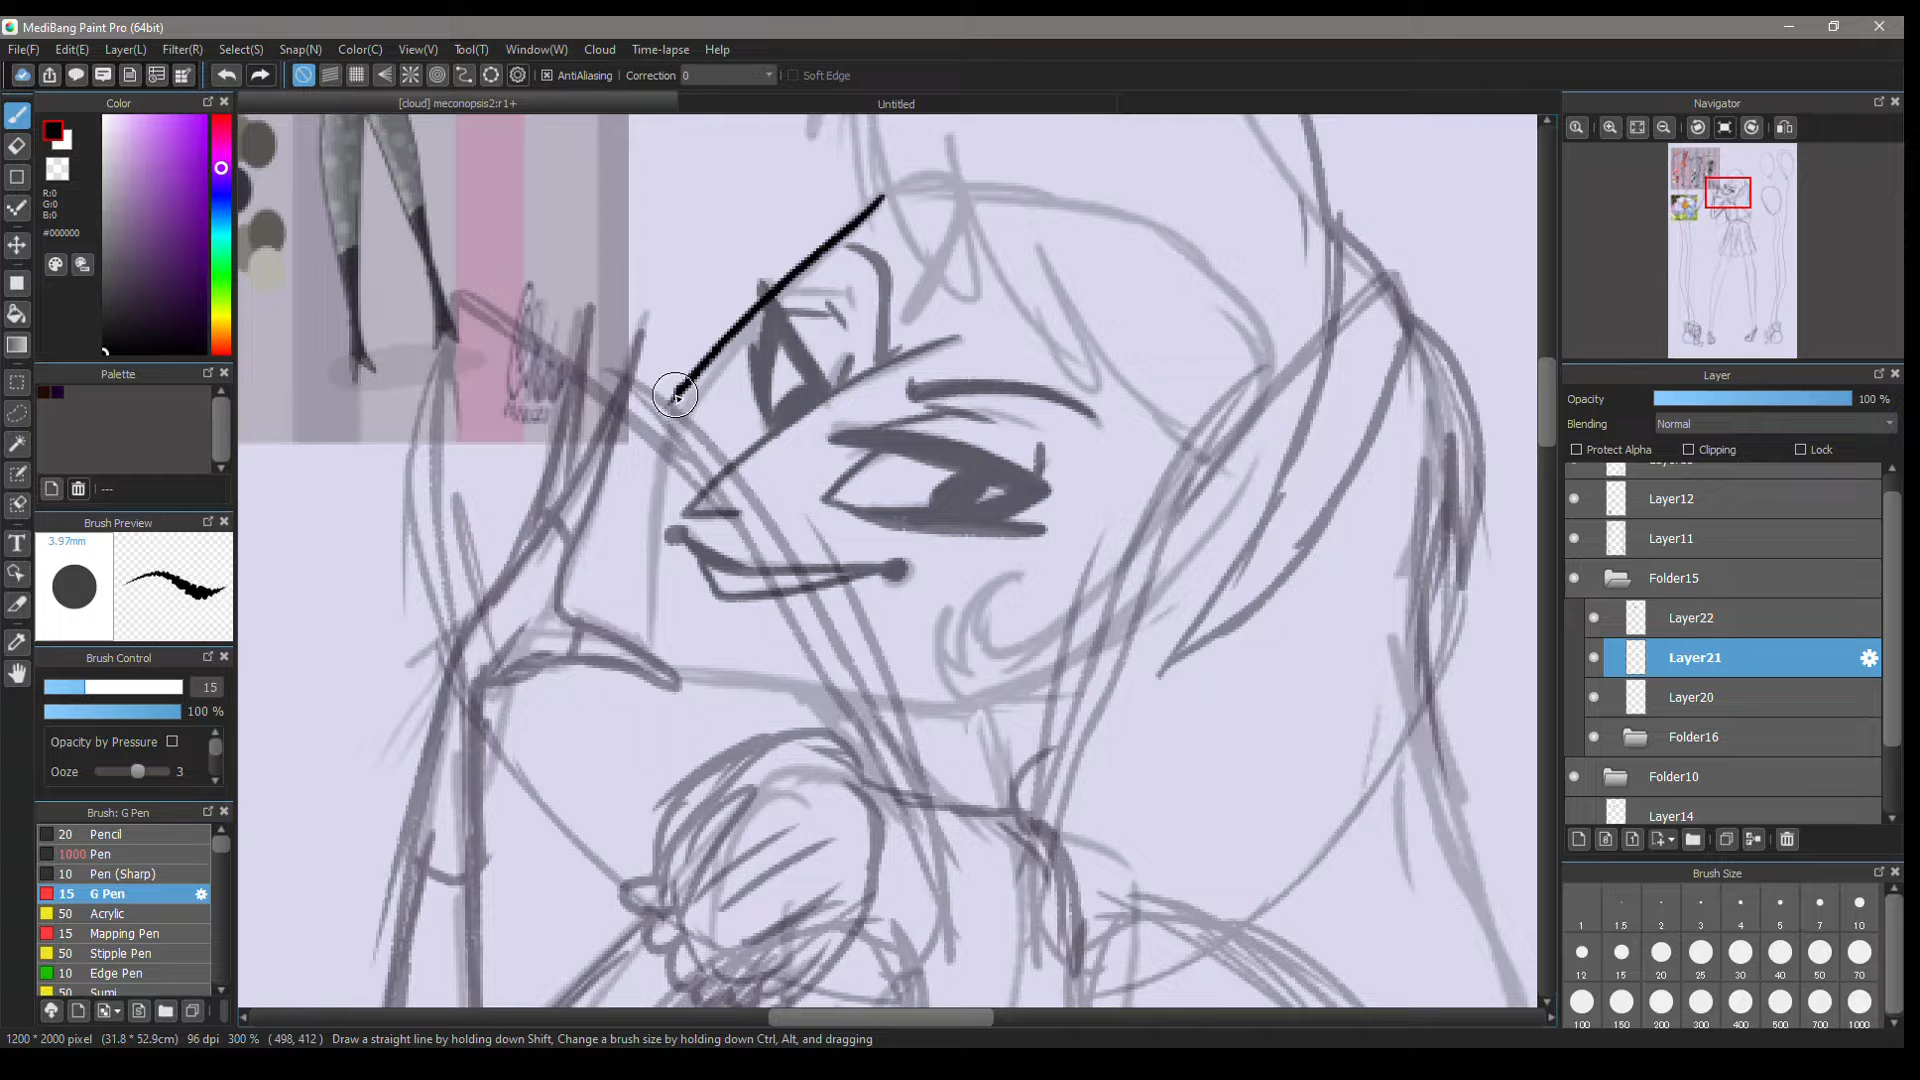 MediBang Paint Pro (64bit)
File(F) Edit(E) Layer(L) Filter(R) Select(S) Snap(N) Color(C) View(V) Tool(T) Window(W) Cloud Time-lapse Help
AntiAliasing Correction 0 Soft Edge
Color
[cloud] meconopsis2:r1+
Untitled
Navigator
R:0
G:0
B:0
#000000
Palette
---
Brush Preview
3.97mm
Brush Control
15
100 %
Opacity by Pressure
Ooze 3
Brush: G Pen
20 Pencil
1000 Pen
10 Pen (Sharp)
15 G Pen
50 Acrylic
15 Mapping Pen
50 Stipple Pen
10 Edge Pen
50 Sumi
Layer
Opacity 100 %
Blending Normal
Protect Alpha Clipping Lock
Layer12
Layer11
Folder15
Layer22
Layer21
Layer20
Folder16
Folder10
Layer14
Brush Size
1 1.5 2 3 4 5 7 10
12 15 20 25 30 40 50 70
100 150 200 300 400 500 700 1000
1200 * 2000 pixel (31.8 * 52.9cm) 96 dpi 300 % ( 498, 412 ) Draw a straight line by holding down Shift, Change a brush size by holding down Ctrl, Alt, and dragging